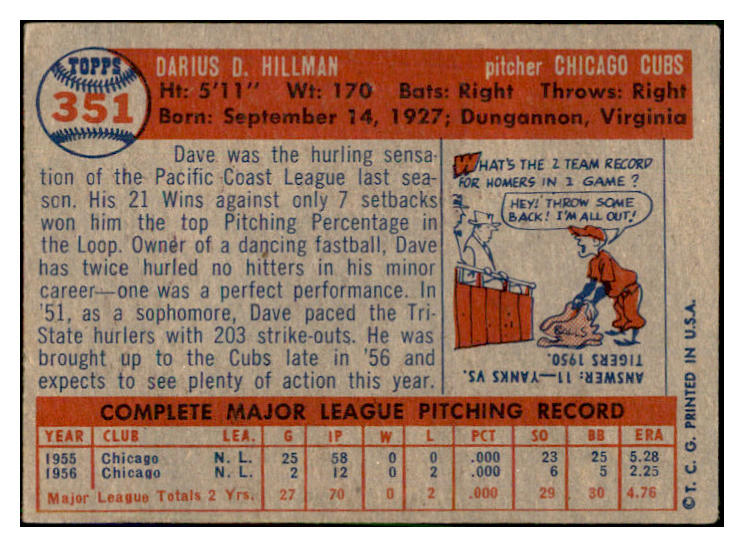 TOPPS
351
DARIUS D. HILLMAN pitcher CHICAGO CUBS
Ht: 5'11" Wt: 170 Bats: Right Throws: Right
Born: September 14, 1927; Dungannon, Virginia
Dave was the hurling sensa-
tion of the Pacific Coast League last sea-
son. His 21 Wins against only 7 setbacks
won him the top Pitching Percentage in
the Loop. Owner of a dancing fastball, Dave
has twice hurled no hitters in his minor
career—one was a perfect performance. In
'51, as a sophomore, Dave paced the Tri-
State hurlers with 203 strike-outs. He was
brought up to the Cubs late in '56 and
expects to see plenty of action this year.
WHAT'S THE 2 TEAM RECORD
FOR HOMERS IN 1 GAME?
HEY! THROW SOME
BACK! I'M ALL OUT!
BALLS
ANSWER: 11—YANKS VS.
TIGERS 1950.
COMPLETE MAJOR LEAGUE PITCHING RECORD
YEAR CLUB LEA. G IP W L PCT SO BB ERA
1955 Chicago N. L. 25 58 0 0 .000 23 25 5.28
1956 Chicago N. L. 2 12 0 2 .000 6 5 2.25
Major League Totals 2 Yrs. 27 70 0 2 .000 29 30 4.76
© T. C. G. PRINTED IN U.S.A.